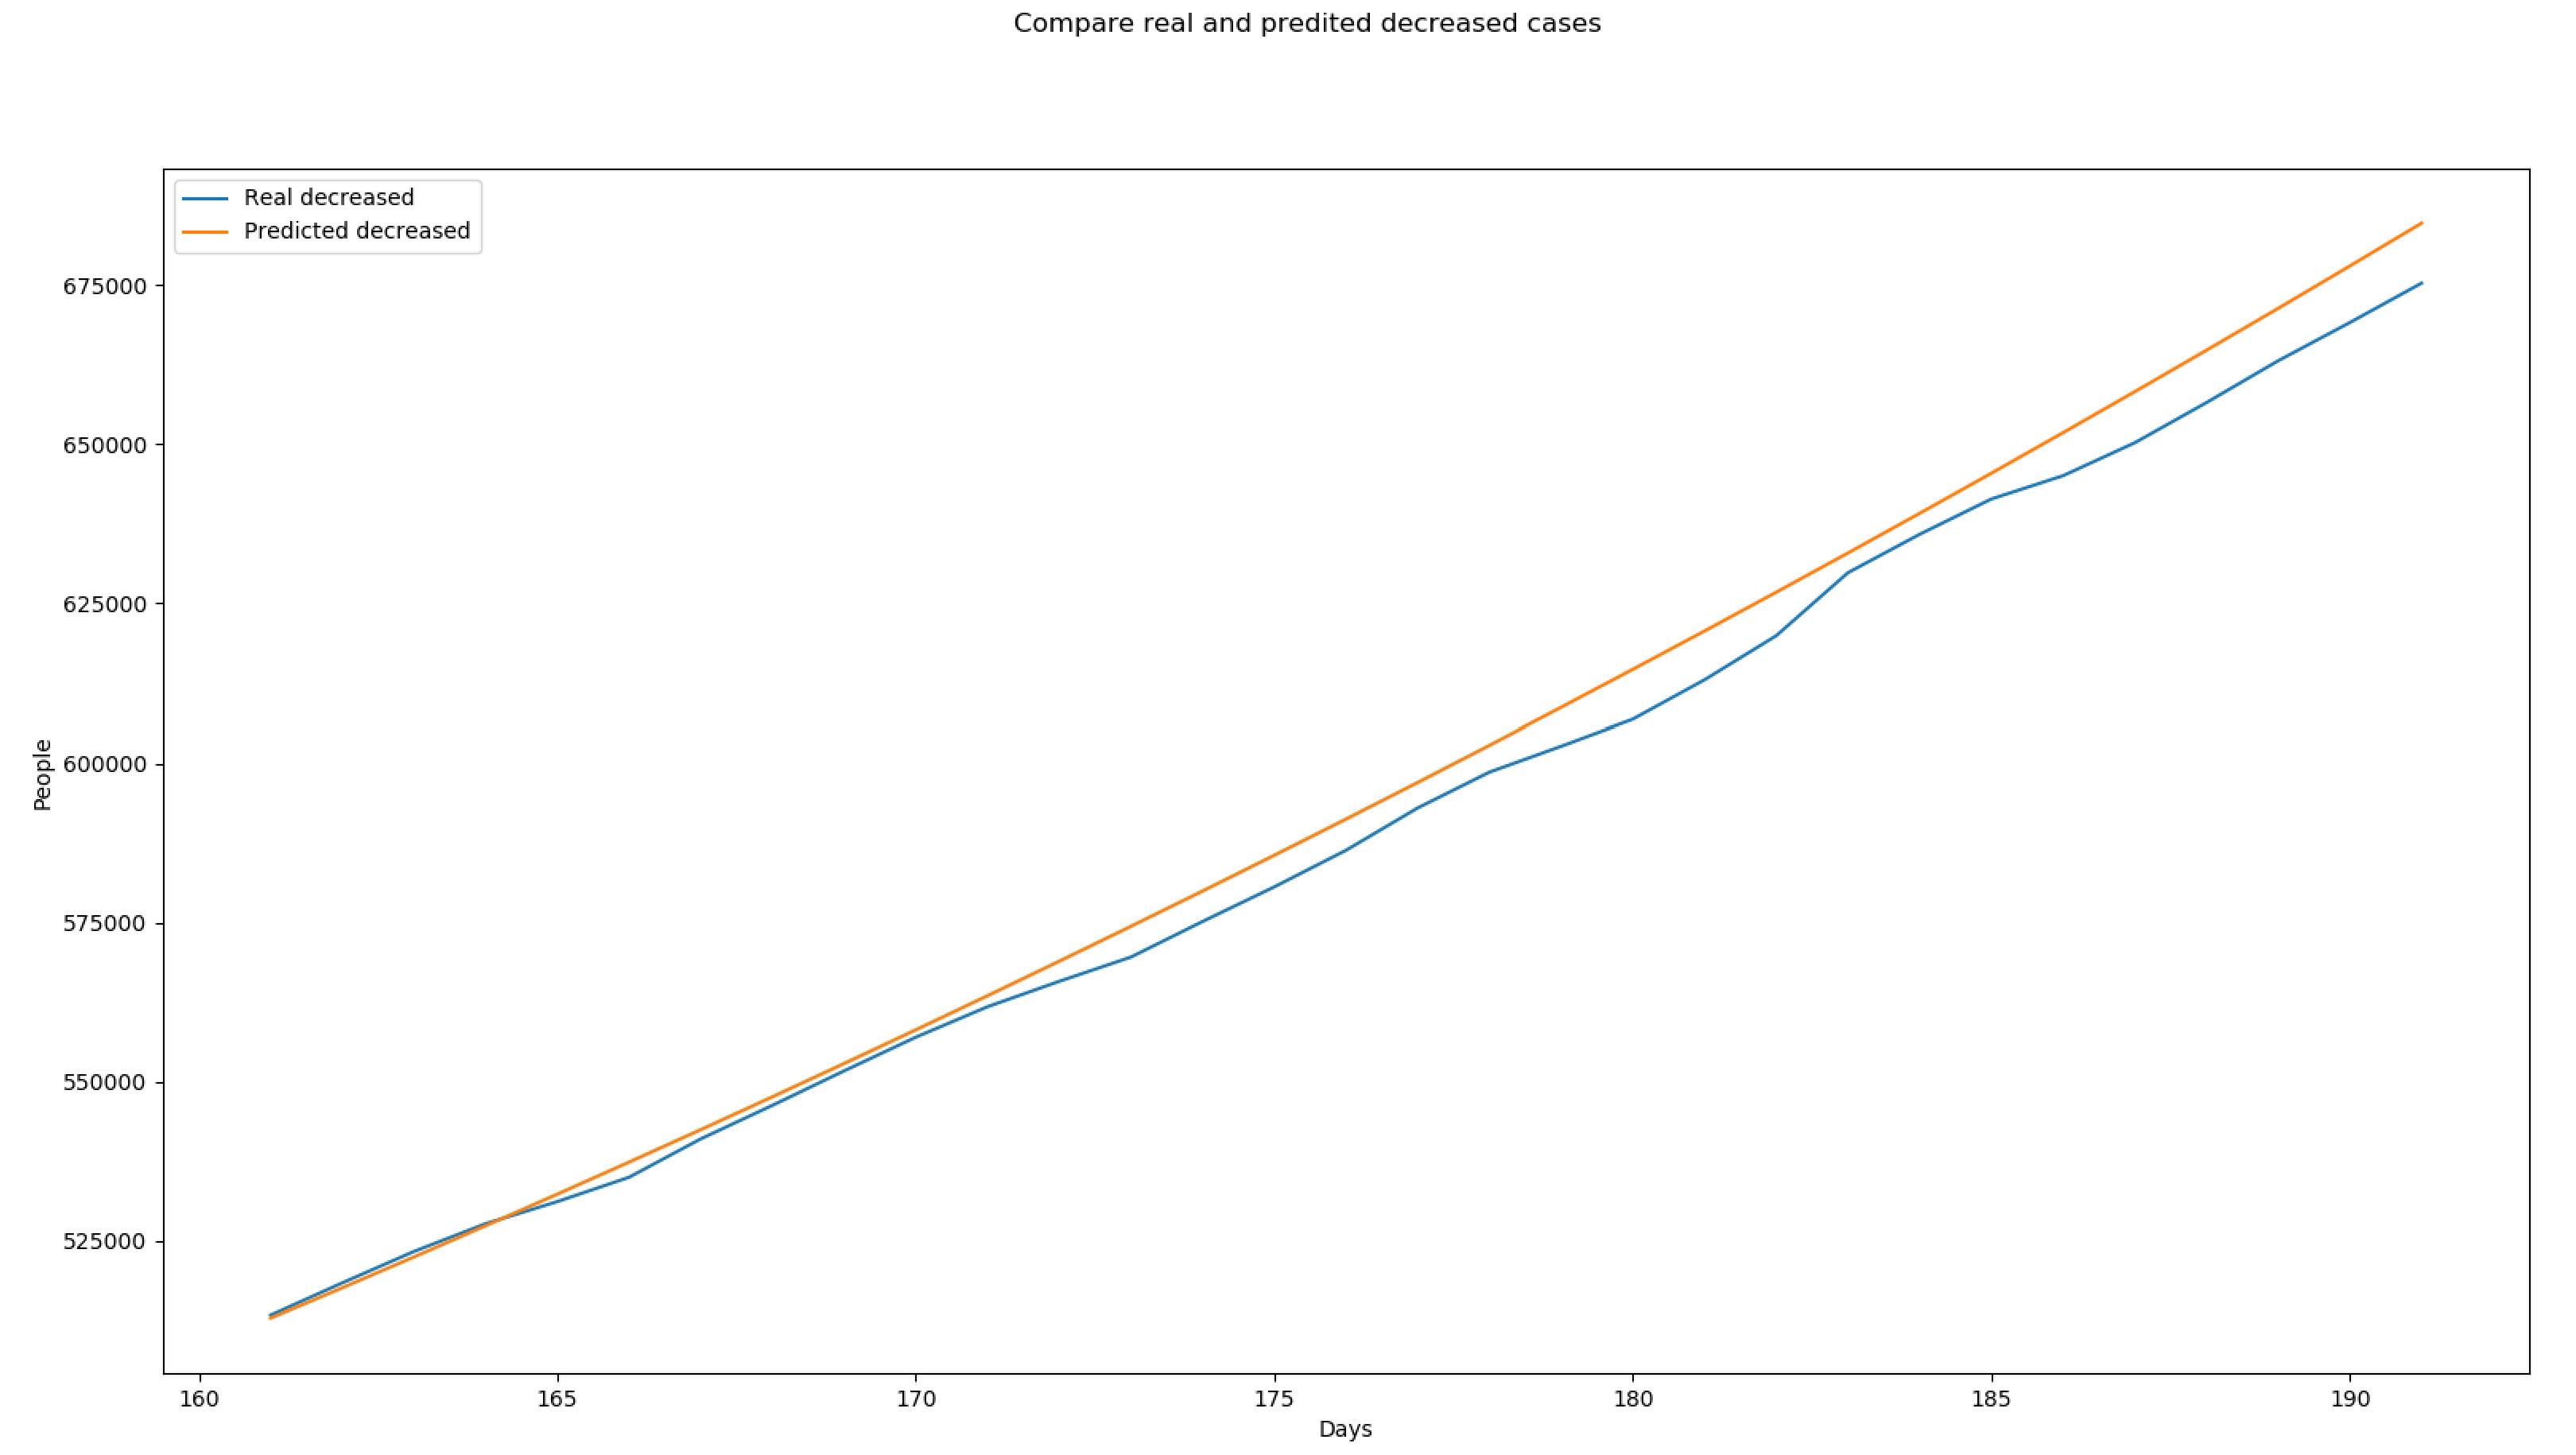 Compare real and predited decreased cases
Real decreased
Predicted decreased
675000
650000
625000
600000
575000
550000
525000
People
160 165 170 175 180 185 190
Days